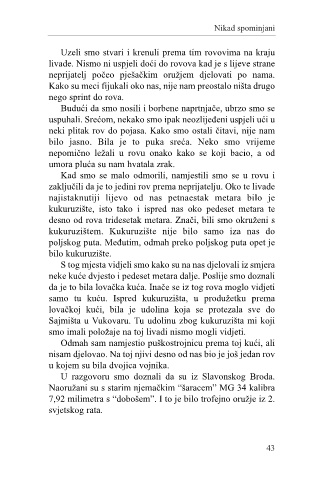 Nikad spominjani
Uzeli smo stvari i krenuli prema tim rovovima na kraju
livade. Nismo ni uspjeli doći do rovova kad je s lijeve strane
neprijatelj počeo pješačkim oružjem djelovati po nama.
Kako su meci fijukali oko nas, nije nam preostalo ništa drugo
nego sprint do rova.
Budući da smo nosili i borbene naprtnjače, ubrzo smo se
uspuhali. Srećom, nekako smo ipak neozlijeđeni uspjeli ući u
neki plitak rov do pojasa. Kako smo ostali čitavi, nije nam
bilo jasno. Bila je to puka sreća. Neko smo vrijeme
nepomično ležali u rovu onako kako se koji bacio, a od
umora pluća su nam hvatala zrak.
Kad smo se malo odmorili, namjestili smo se u rovu i
zaključili da je to jedini rov prema neprijatelju. Oko te livade
najistaknutiji lijevo od nas petnaestak metara bilo je
kukuruzište, isto tako i ispred nas oko pedeset metara te
desno od rova tridesetak metara. Znači, bili smo okruženi s
kukuruzištem. Kukuruzište nije bilo samo iza nas do
poljskog puta. Međutim, odmah preko poljskog puta opet je
bilo kukuruzište.
S tog mjesta vidjeli smo kako su na nas djelovali iz smjera
neke kuće dvjesto i pedeset metara dalje. Poslije smo doznali
da je to bila lovačka kuća. Inače se iz tog rova moglo vidjeti
samo tu kuću. Ispred kukuruzišta, u produžetku prema
lovačkoj kući, bila je udolina koja se protezala sve do
Sajmišta u Vukovaru. Tu udolinu zbog kukuruzišta mi koji
smo imali položaje na toj livadi nismo mogli vidjeti.
Odmah sam namjestio puškostrojnicu prema toj kući, ali
nisam djelovao. Na toj njivi desno od nas bio je još jedan rov
u kojem su bila dvojica vojnika.
U razgovoru smo doznali da su iz Slavonskog Broda.
Naoružani su s starim njemačkim “šaracem” MG 34 kalibra
7,92 milimetra s “dobošem”. I to je bilo trofejno oružje iz 2.
svjetskog rata.
43